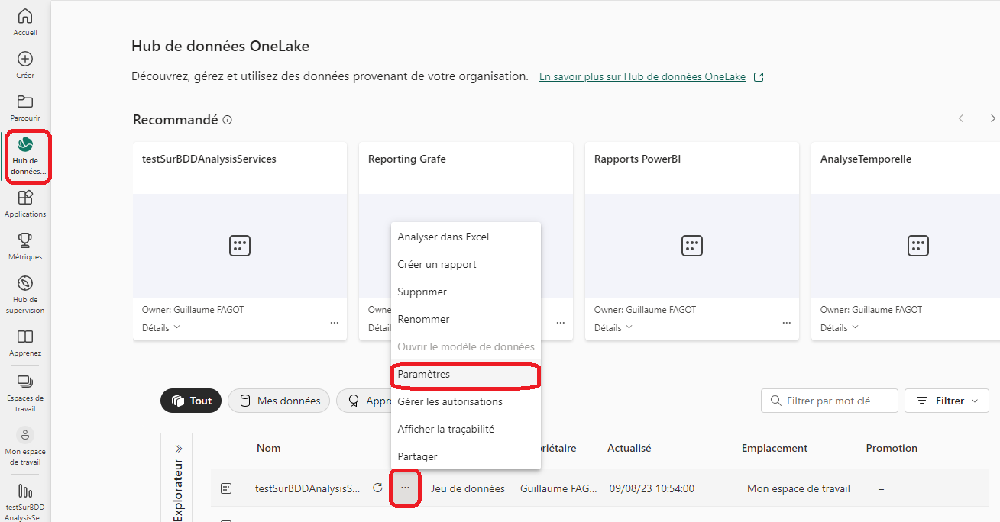 Accueil
Créer
Parcourir
Hub de
données...
Applications
Métriques
Hub de
supervision
Apprenez
Espaces de
travail
Mon espace
de travail
testSurBDD
AnalysisSe...
Hub de données OneLake
Découvrez, gérez et utilisez des données provenant de votre organisation. En savoir plus sur Hub de données OneLake
Recommandé
testSurBDDAnalysisServices
Owner: Guillaume FAGOT
Détails
...
Reporting Grafe
Owne
Détail
...
Rapports PowerBI
Owner: Guillaume FAGOT
Détails
...
AnalyseTemporelle
Owner: Guillaume FAGOT
Détails
Analyser dans Excel
Créer un rapport
Supprimer
Renommer
Ouvrir le modèle de données
Paramètres
Gérer les autorisations
Afficher la traçabilité
Partager
Tout
Mes données
Appro
Filtrer par mot clé
Filtrer
Explorateur
Nom
priétaire
Actualisé
Emplacement
Promotion
testSurBDDAnalysisS...
...
Jeu de données
Guillaume FAG...
09/08/23 10:54:00
Mon espace de travail
–